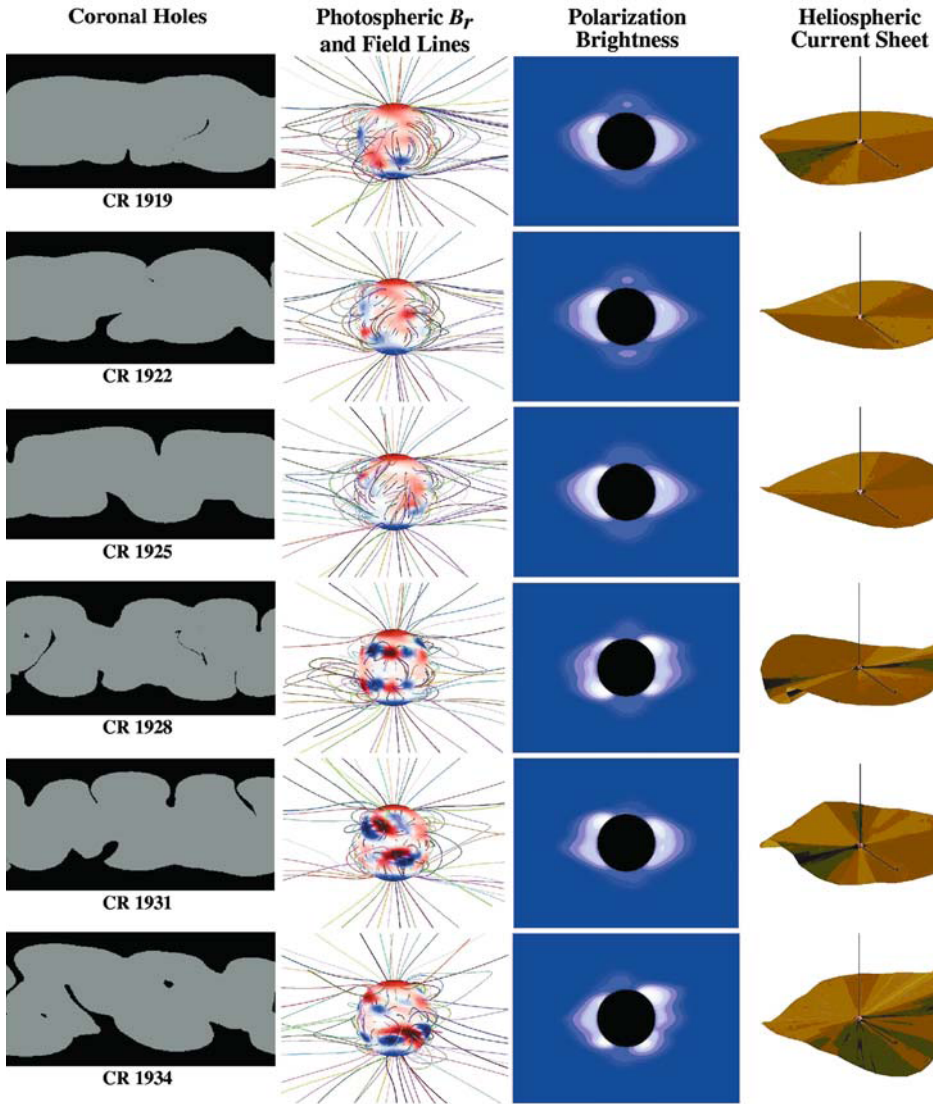 Coronal Holes
Photospheric Br
and Field Lines
Polarization
Brightness
Heliospheric
Current Sheet
CR 1919
CR 1922
CR 1925
CR 1928
CR 1931
CR 1934